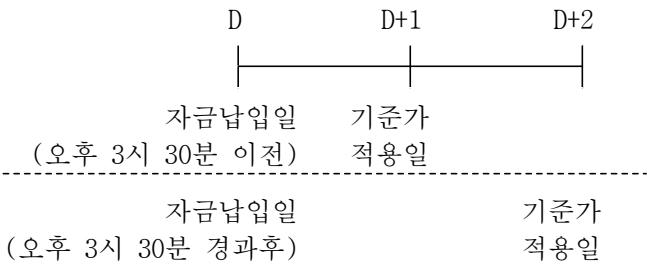 D D+1 D+2
자금납입일 기준가
(오후 3시 30분 이전) 적용일
자금납입일 기준가
(오후 3시 30분 경과후) 적용일